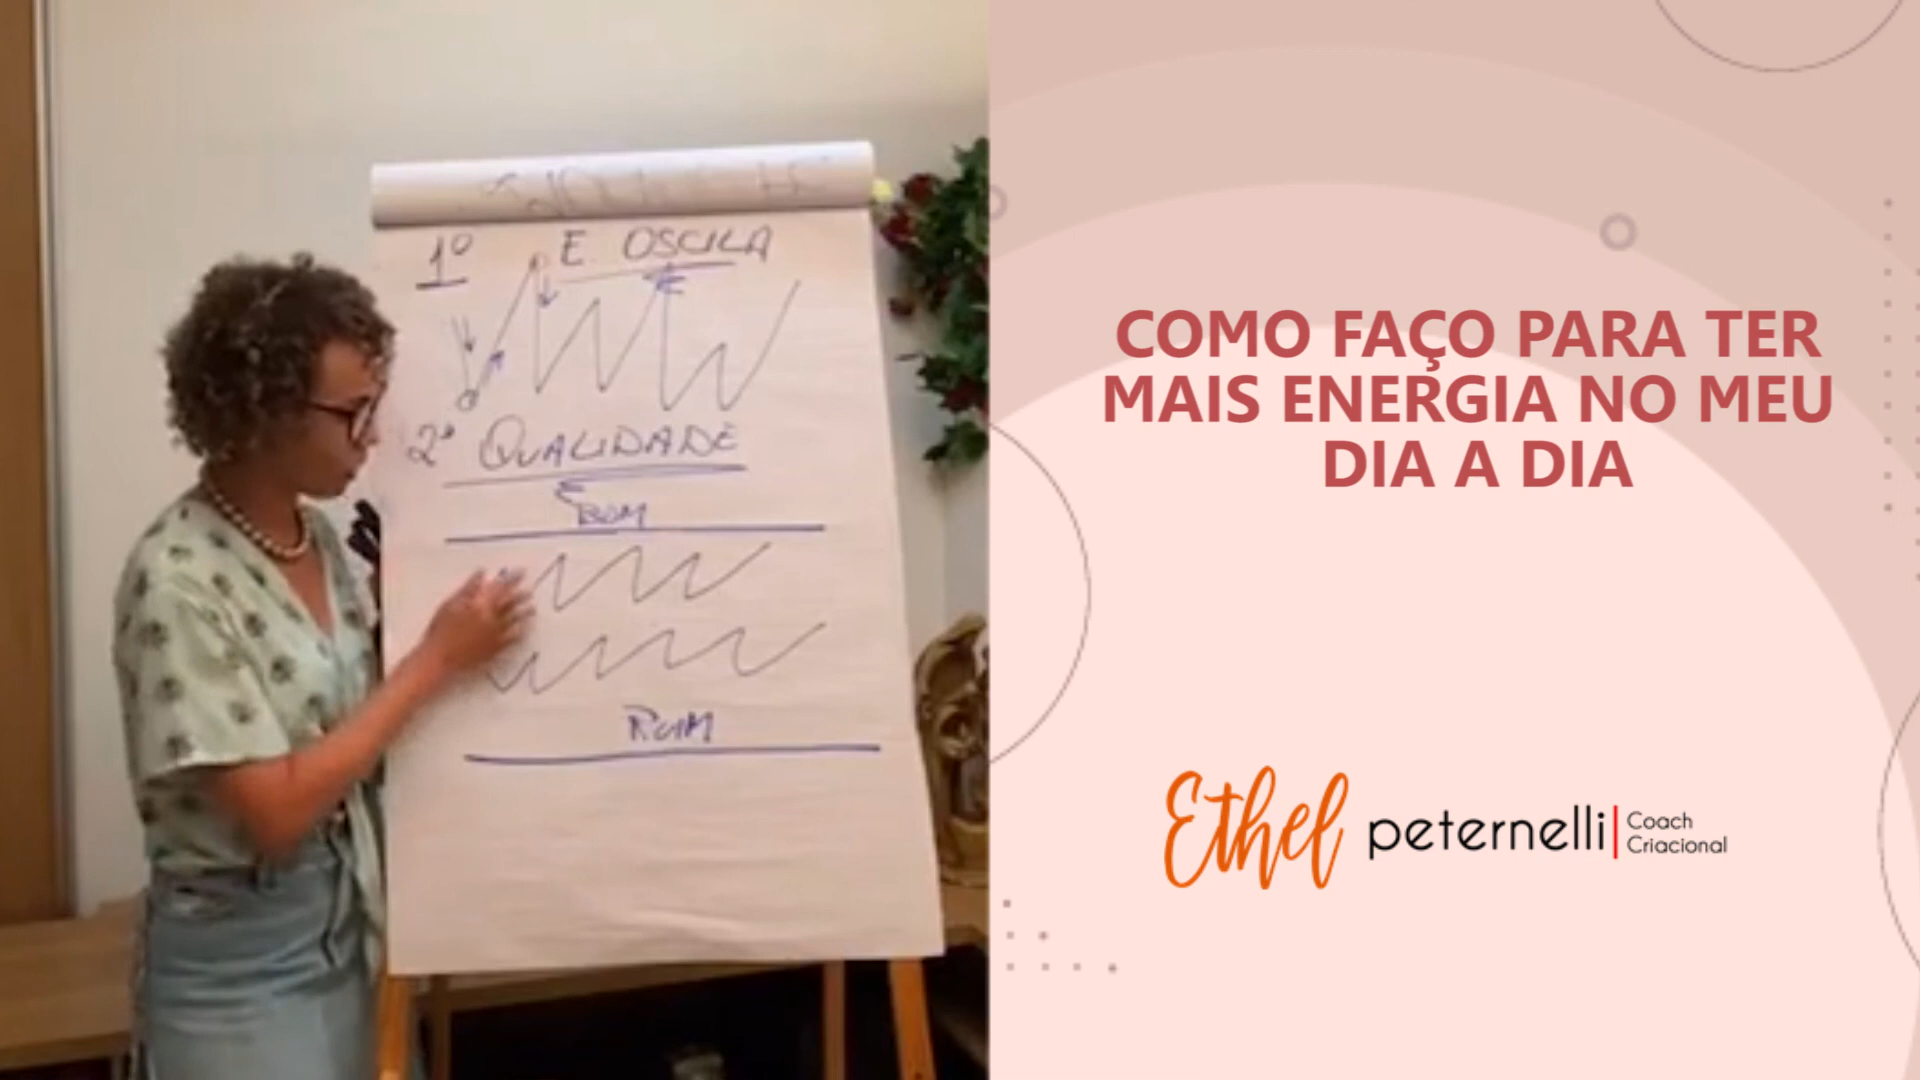 1º E OSCILA
2º QUALIDADE
BOM
RUIM
COMO FAÇO PARA TER
MAIS ENERGIA NO MEU
DIA A DIA
Ethel peternelli
Coach
Criacional